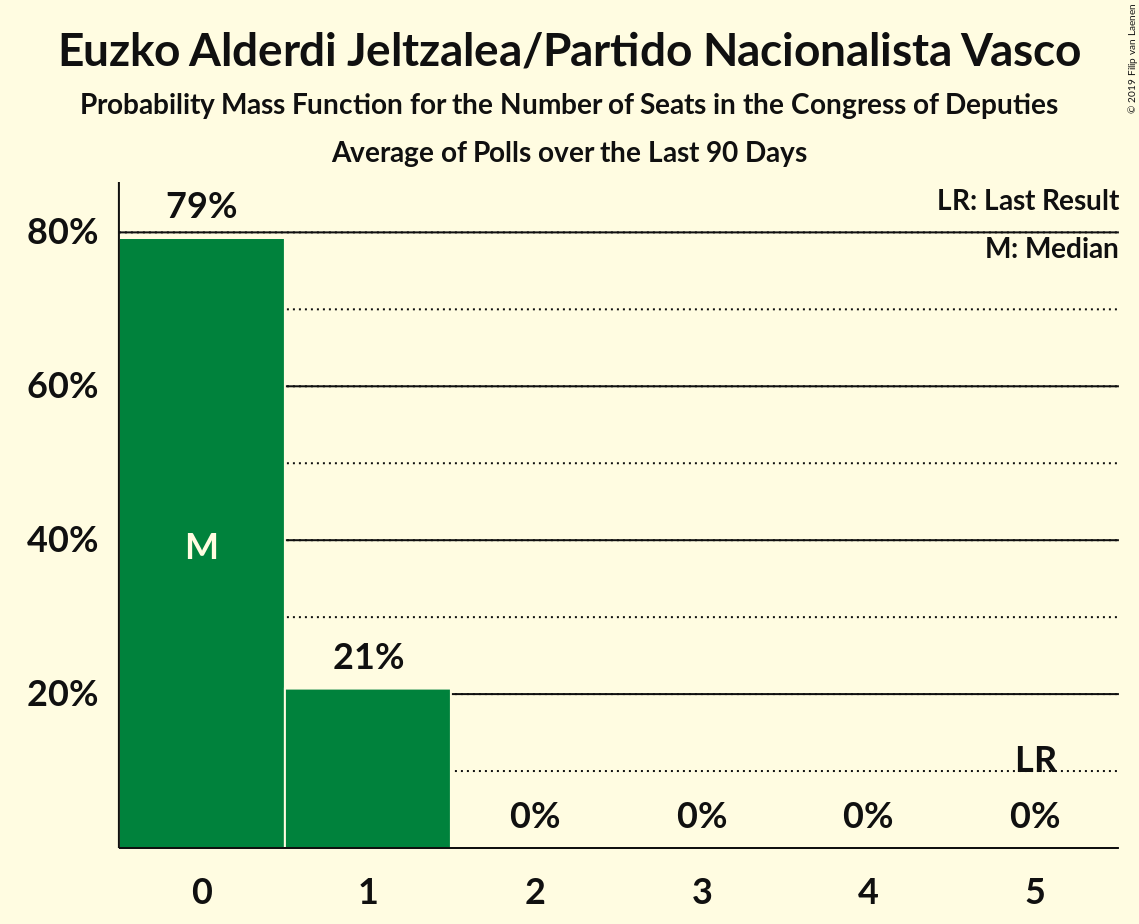 Euzko Alderdi Jeltzalea/Partido Nacionalista Vasco
Probability Mass Function for the Number of Seats in the Congress of Deputies
Average of Polls over the Last 90 Days
© 2019 Filip van Laenen
LR: Last Result
M: Median
80%
60%
40%
20%
79%
M
21%
0%
0%
0%
LR
0%
0 1 2 3 4 5